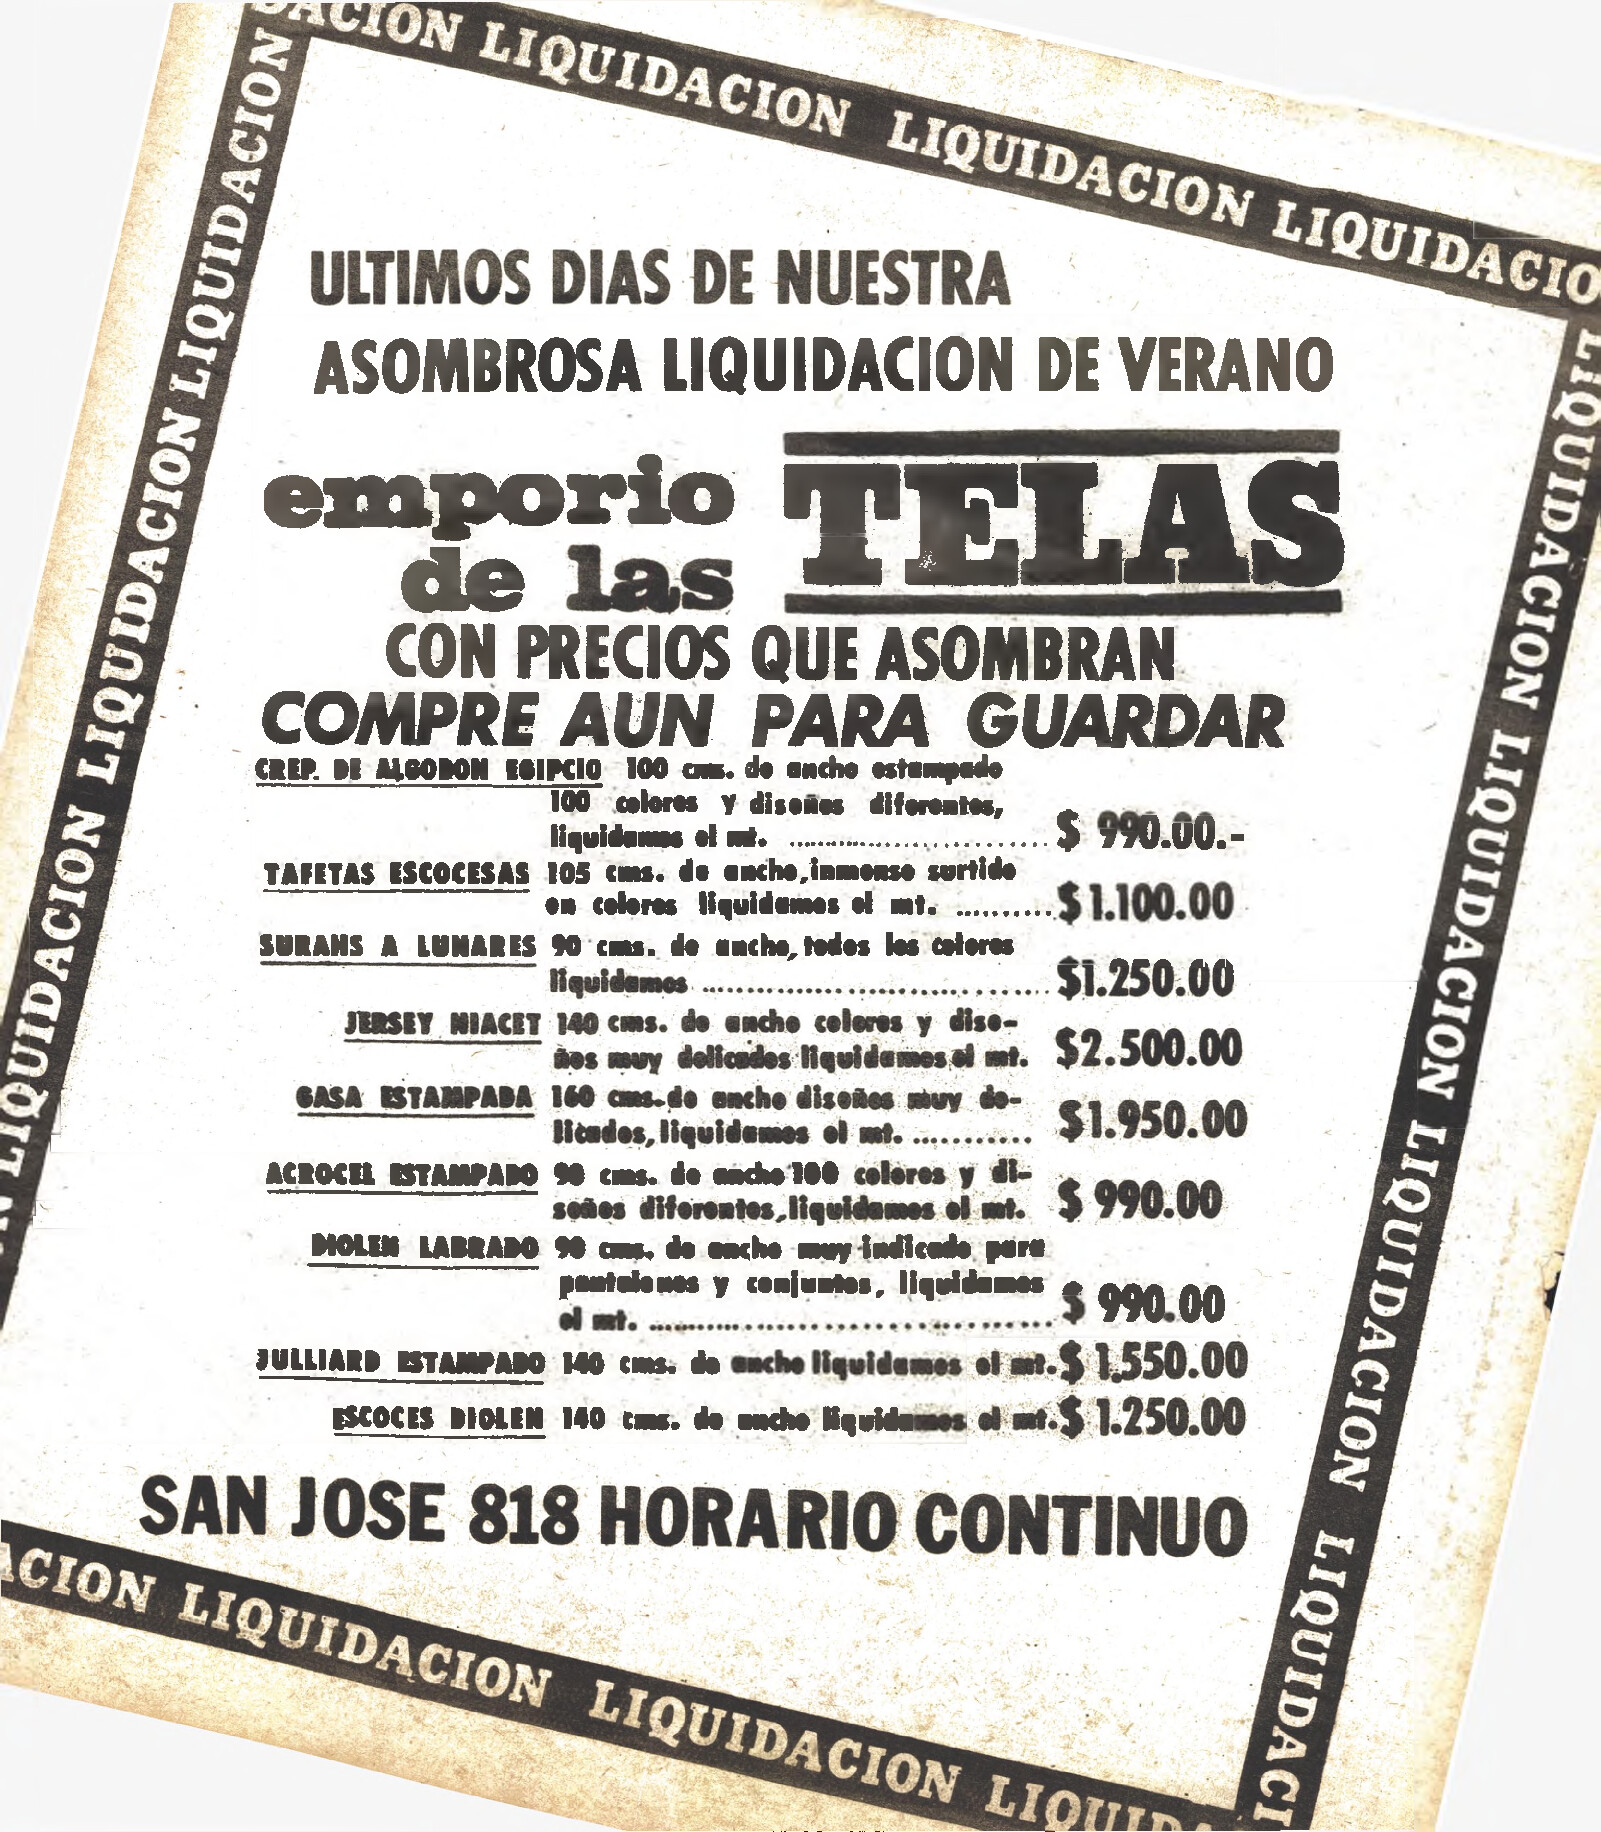 DACION LIQUIDACION LIQUIDACION LIQUIDACIO
LIQUIDACION LIQUIDACION LIQUIDACION LIQUIDACION
ULTIMOS DIAS DE NUESTRA
ASOMBROSA LIQUIDACION DE VERANO
emporio
de las
TELAS
CON PRECIOS QUE ASOMBRAN
COMPRE AUN PARA GUARDAR
CREP. DE ALGODON EGIPCIO 100 cms. de ancho estampado
100 colores y diseños diferentes,
liquidamos el mt. .......... $ 990.00.-
TAFETAS ESCOCESAS 105 cms. de ancho, inmenso surtido
en colores liquidamos el mt. .......... $ 1.100.00
SURAHS A LUNARES 90 cms. de ancho, todos los colores
liquidamos .......... $1.250.00
JERSEY NIACET 140 cms. de ancho colores y dise-
ños muy delicados liquidamos el mt. $2.500.00
GASA ESTAMPADA 160 cms. de ancho diseños muy de-
licados, liquidamos el mt. .......... $1.950.00
ACROCEL ESTAMPADO 90 cms. de ancho 100 colores y di-
seños diferentes, liquidamos el mt. $ 990.00
DIOLEN LABRADO 90 cms. de ancho muy indicado para
pantalones y conjuntos, liquidamos
el mt. .......... $ 990.00
JULLIARD ESTAMPADO 140 cms. de ancho liquidamos el mt. $ 1.550.00
ESCOCES DIOLEN 140 cms. de ancho liquidamos el mt. $ 1.250.00
SAN JOSE 818 HORARIO CONTINUO
LIQUIDACION LIQUIDACION LIQUIDACION LIQUIDACI
ACION LIQUIDACION LIQUIDACION LIQUIDA